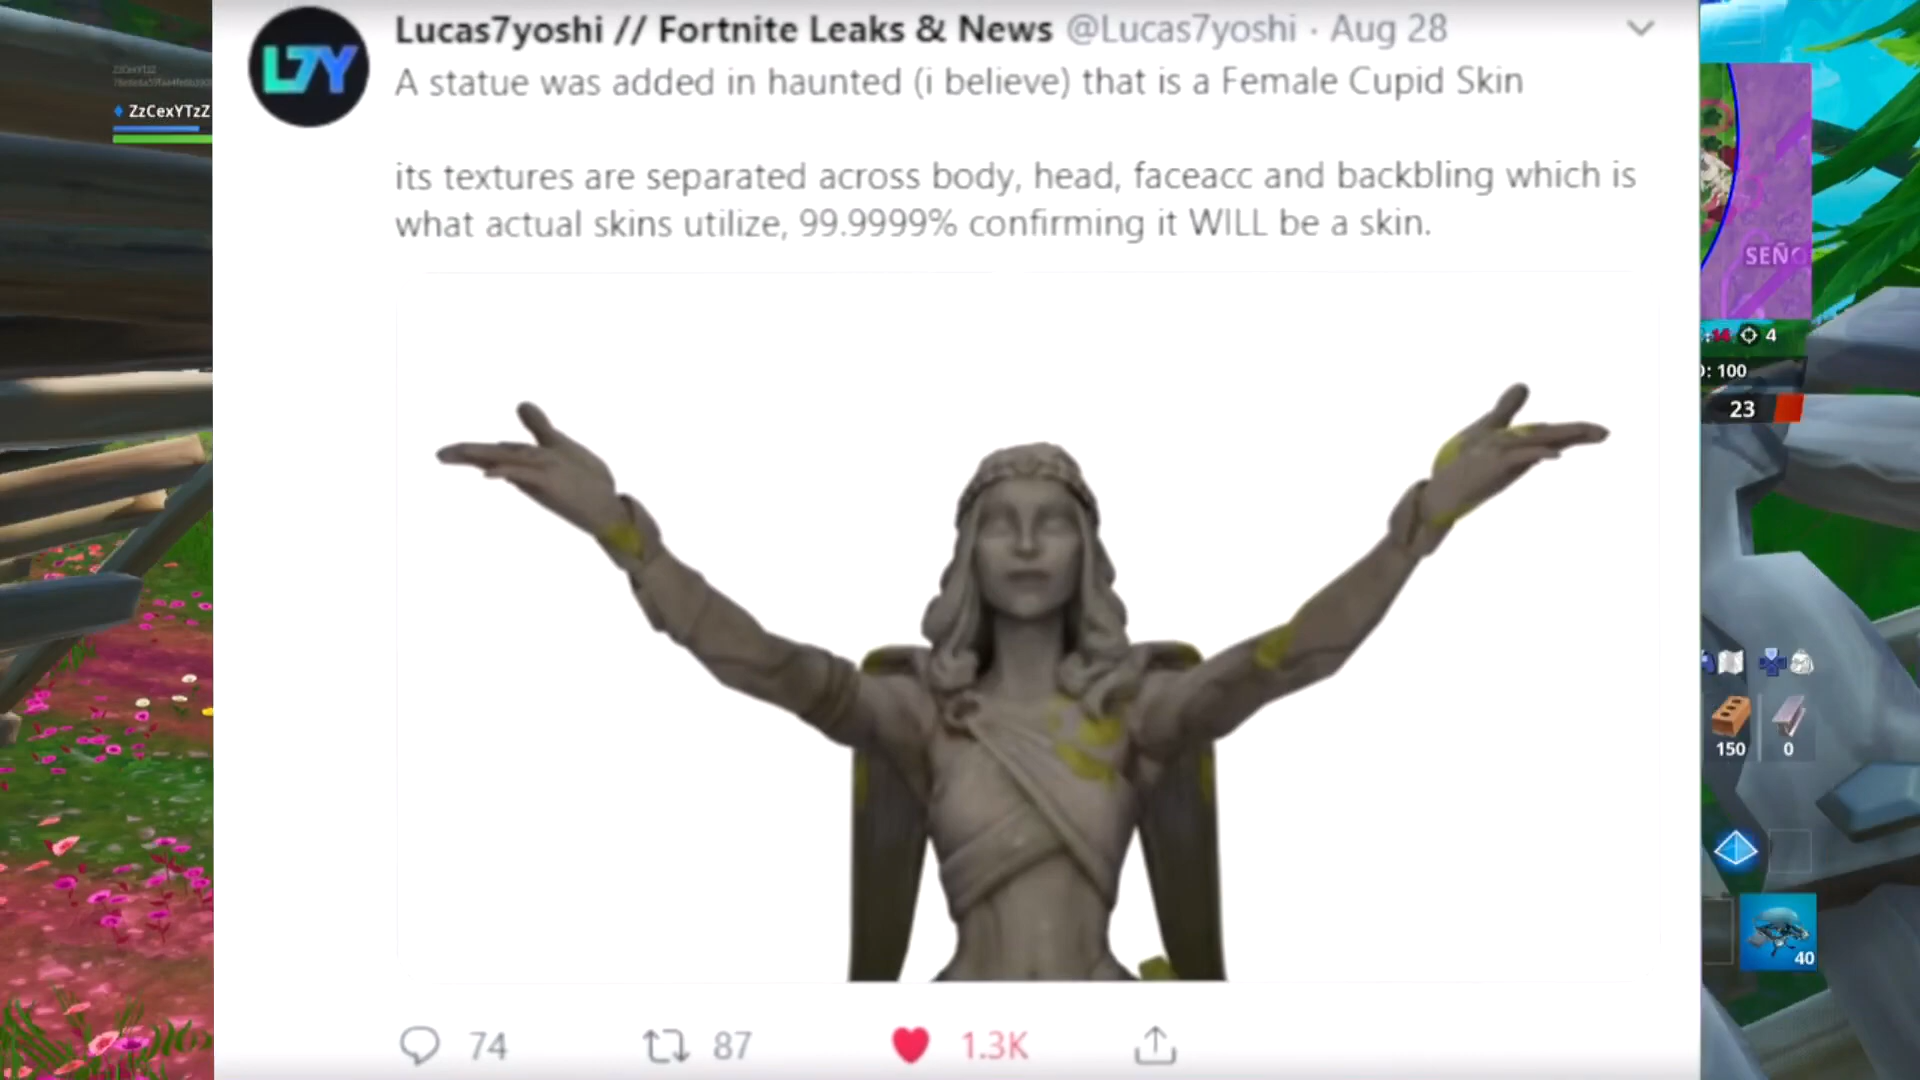 L7Y
Lucas7yoshi // Fortnite Leaks & News @Lucas7yoshi · Aug 28
A statue was added in haunted (i believe) that is a Female Cupid Skin
its textures are separated across body, head, faceacc and backbling which is
what actual skins utilize, 99.9999% confirming it WILL be a skin.
74 87 1.3K
ZzCexYTzZ
SEÑO
4
: 100
23
150 0
40